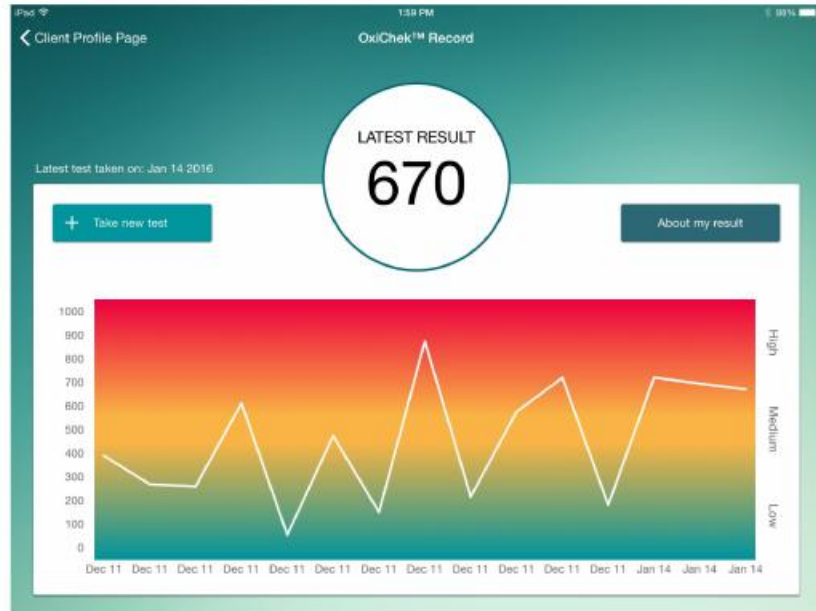 iPad 1:59 PM 98%
Client Profile Page OxiChek™ Record
LATEST RESULT
670
Latest test taken on: Jan 14 2016
+ Take new test
About my result
1000
900
800
700
600
500
400
300
200
100
0
High
Medium
Low
Dec 11 Dec 11 Dec 11 Dec 11 Dec 11 Dec 11 Dec 11 Dec 11 Dec 11 Dec 11 Dec 11 Dec 11 Jan 14 Jan 14 Jan 14